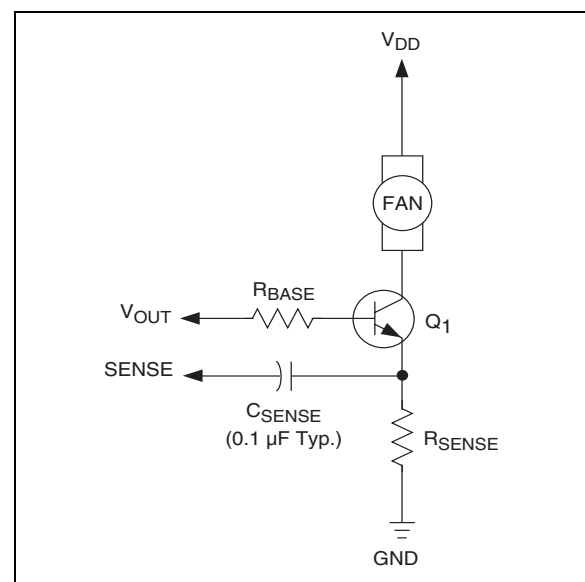 VDD
FAN
RBASE
VOUT
Q1
SENSE
CSENSE
(0.1 µF Typ.)
RSENSE
GND